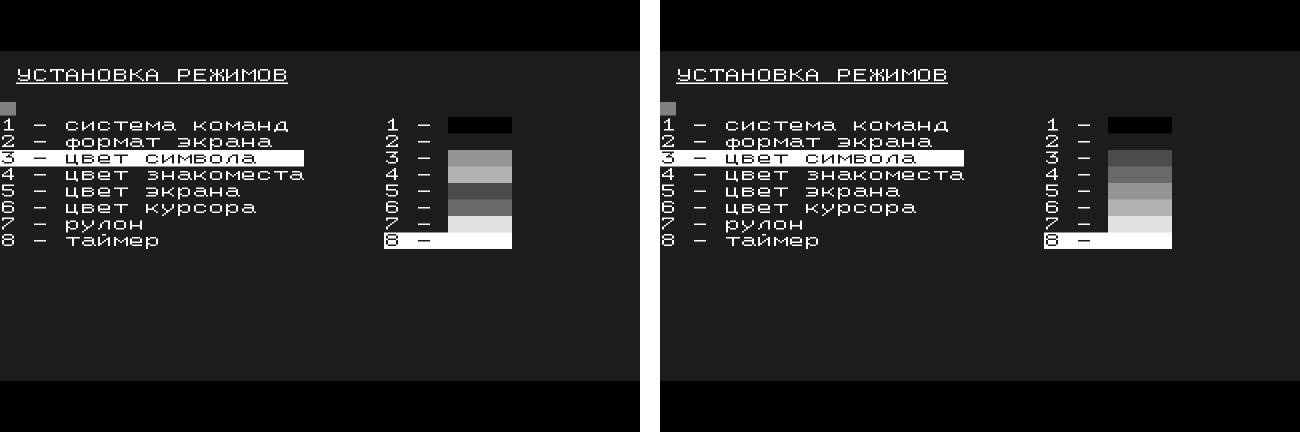 УСТАНОВКА РЕЖИМОВ
1 – система команд 1 –
2 – формат экрана 2 –
3 – цвет символа 3 –
4 – цвет знакоместа 4 –
5 – цвет экрана 5 –
6 – цвет курсора 6 –
7 – рулон 7 –
8 – таймер 8 –
УСТАНОВКА РЕЖИМОВ
1 – система команд 1 –
2 – формат экрана 2 –
3 – цвет символа 3 –
4 – цвет знакоместа 4 –
5 – цвет экрана 5 –
6 – цвет курсора 6 –
7 – рулон 7 –
8 – таймер 8 –